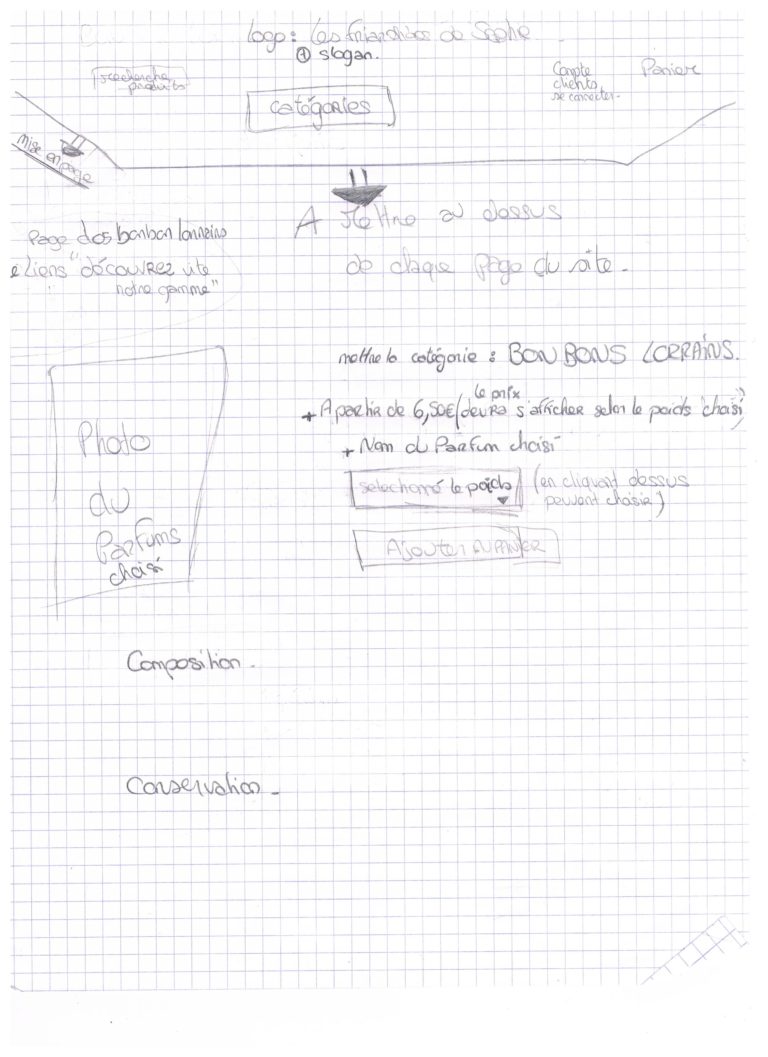 logo : Les friandises de Sophie
+ slogan.
recherche
produits
Compte
clients
se connecter.
Panier
catégories
Mise en page
A Mettre au dessus
de chaque page du site.
Page des bonbon lorrains
liens "découvrez vite
notre gamme"
mettre la catégorie : BONBONS LORRAINS.
le prix
+ A partir de 6,50€ (devra s'afficher selon le poids choisi)
+ Nom du Parfum choisi
Photo
du
Parfums
choisi
selectionné le poids
(en cliquant dessus
peuvent choisir)
Ajouter au PANIER
Composition.
Conservation.